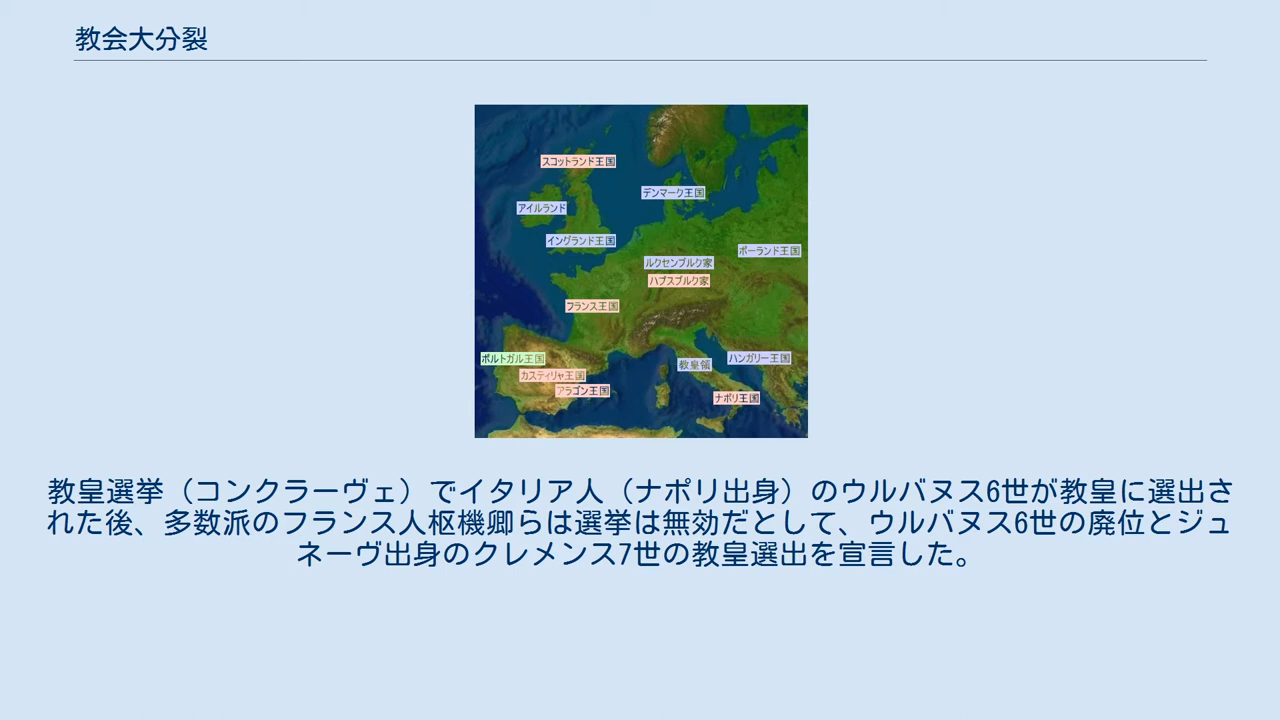 教会大分裂
スコットランド王国
デンマーク王国
アイルランド
イングランド王国
ポーランド王国
ルクセンブルク家
ハプスブルク家
フランス王国
ポルトガル王国
教皇領
ハンガリー王国
カスティリャ王国
アラゴン王国
ナポリ王国
教皇選挙（コンクラーヴェ）でイタリア人（ナポリ出身）のウルバヌス6世が教皇に選出さ
れた後、多数派のフランス人枢機卿らは選挙は無効だとして、ウルバヌス6世の廃位とジュ
ネーヴ出身のクレメンス7世の教皇選出を宣言した。